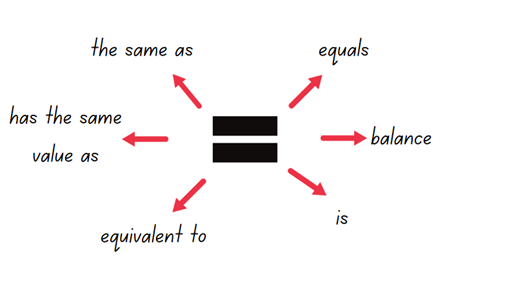 the same as
equals
has the same
value as
balance
equivalent to
is